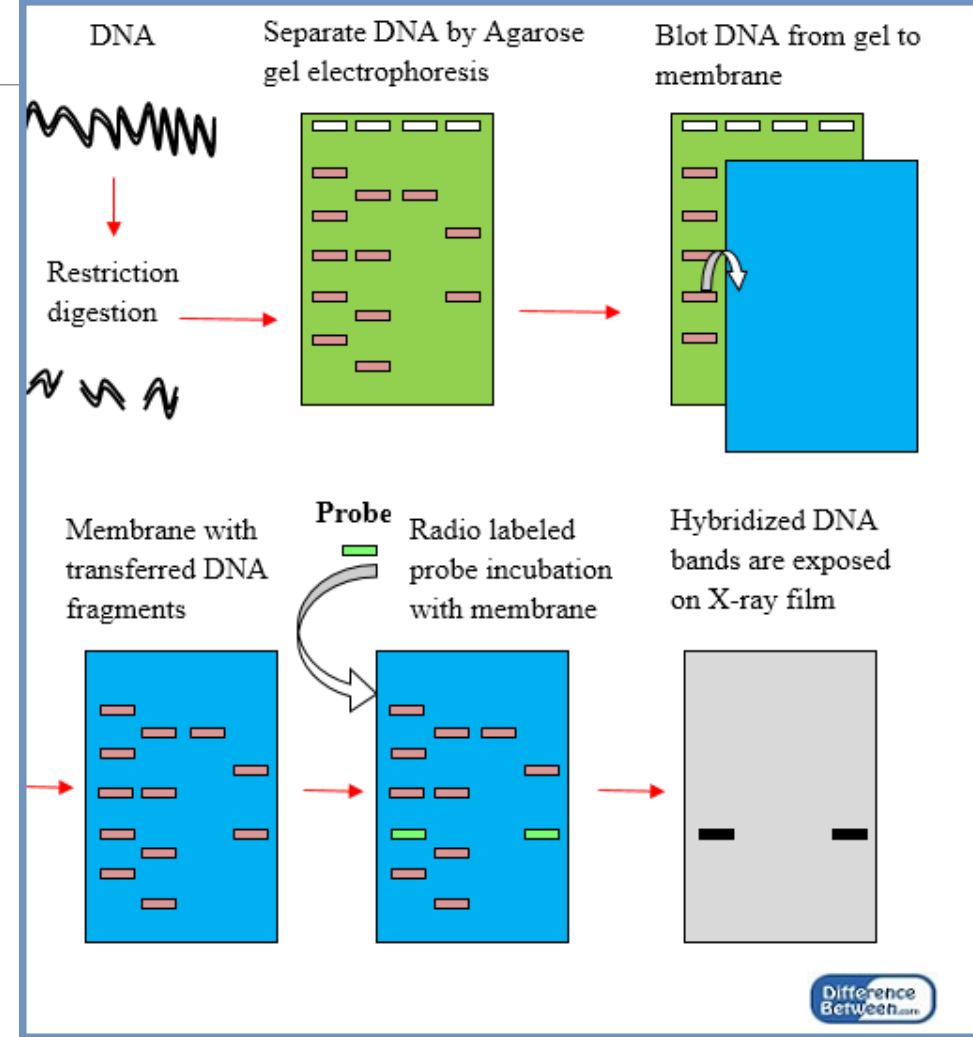 DNA
Separate DNA by Agarose
gel electrophoresis
Blot DNA from gel to
membrane
Restriction
digestion
Membrane with
transferred DNA
fragments
Probe
Radio labeled
probe incubation
with membrane
Hybridized DNA
bands are exposed
on X-ray film
Difference
Between.com